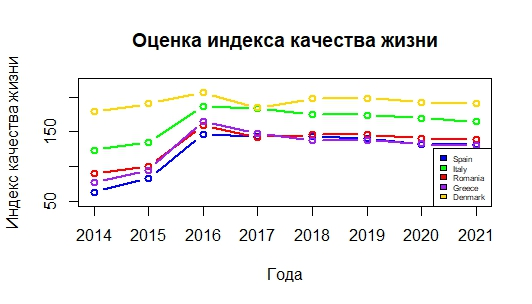 Оценка индекса качества жизни
Индекс качества жизни
150
50
2014 2015 2016 2017 2018 2019 2020 2021
Года
Spain
Italy
Romania
Greece
Denmark